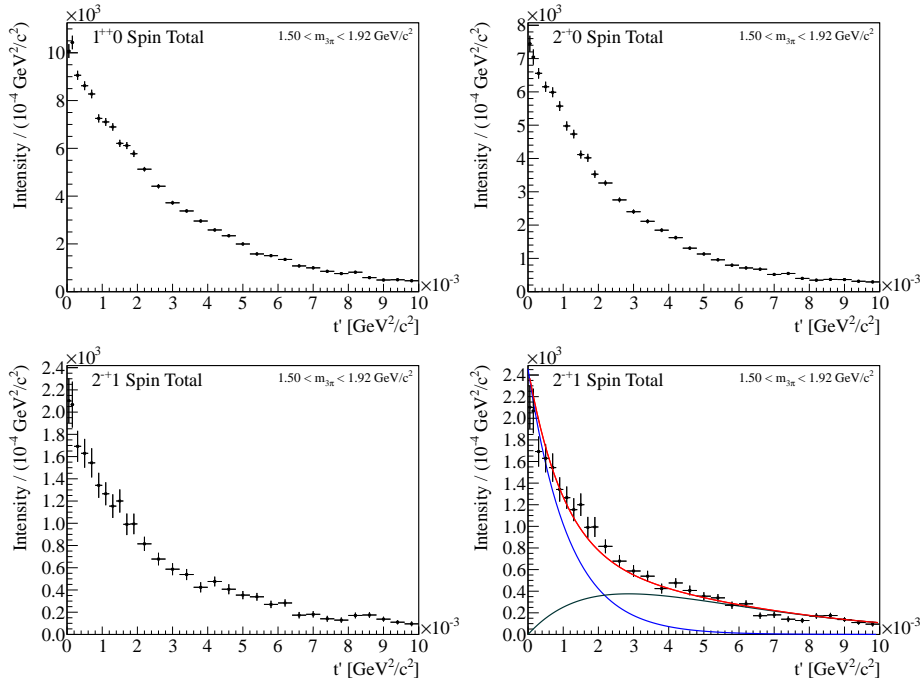 ×10³
1⁺⁺0 Spin Total
1.50 < m3π < 1.92 GeV/c²
Intensity / (10⁻⁴ GeV²/c²)
10
8
6
4
2
0
0 1 2 3 4 5 6 7 8 9 10
×10⁻³
t' [GeV²/c²]
×10³
2⁻⁺0 Spin Total
1.50 < m3π < 1.92 GeV/c²
Intensity / (10⁻⁴ GeV²/c²)
8
7
6
5
4
3
2
1
0
0 1 2 3 4 5 6 7 8 9 10
×10⁻³
t' [GeV²/c²]
×10³
2⁻⁺1 Spin Total
1.50 < m3π < 1.92 GeV/c²
Intensity / (10⁻⁴ GeV²/c²)
2.4
2.2
2.0
1.8
1.6
1.4
1.2
1.0
0.8
0.6
0.4
0.2
0.0
0 1 2 3 4 5 6 7 8 9 10
×10⁻³
t' [GeV²/c²]
×10³
2⁻⁺1 Spin Total
1.50 < m3π < 1.92 GeV/c²
Intensity / (10⁻⁴ GeV²/c²)
2.4
2.2
2.0
1.8
1.6
1.4
1.2
1.0
0.8
0.6
0.4
0.2
0.0
0 1 2 3 4 5 6 7 8 9 10
×10⁻³
t' [GeV²/c²]